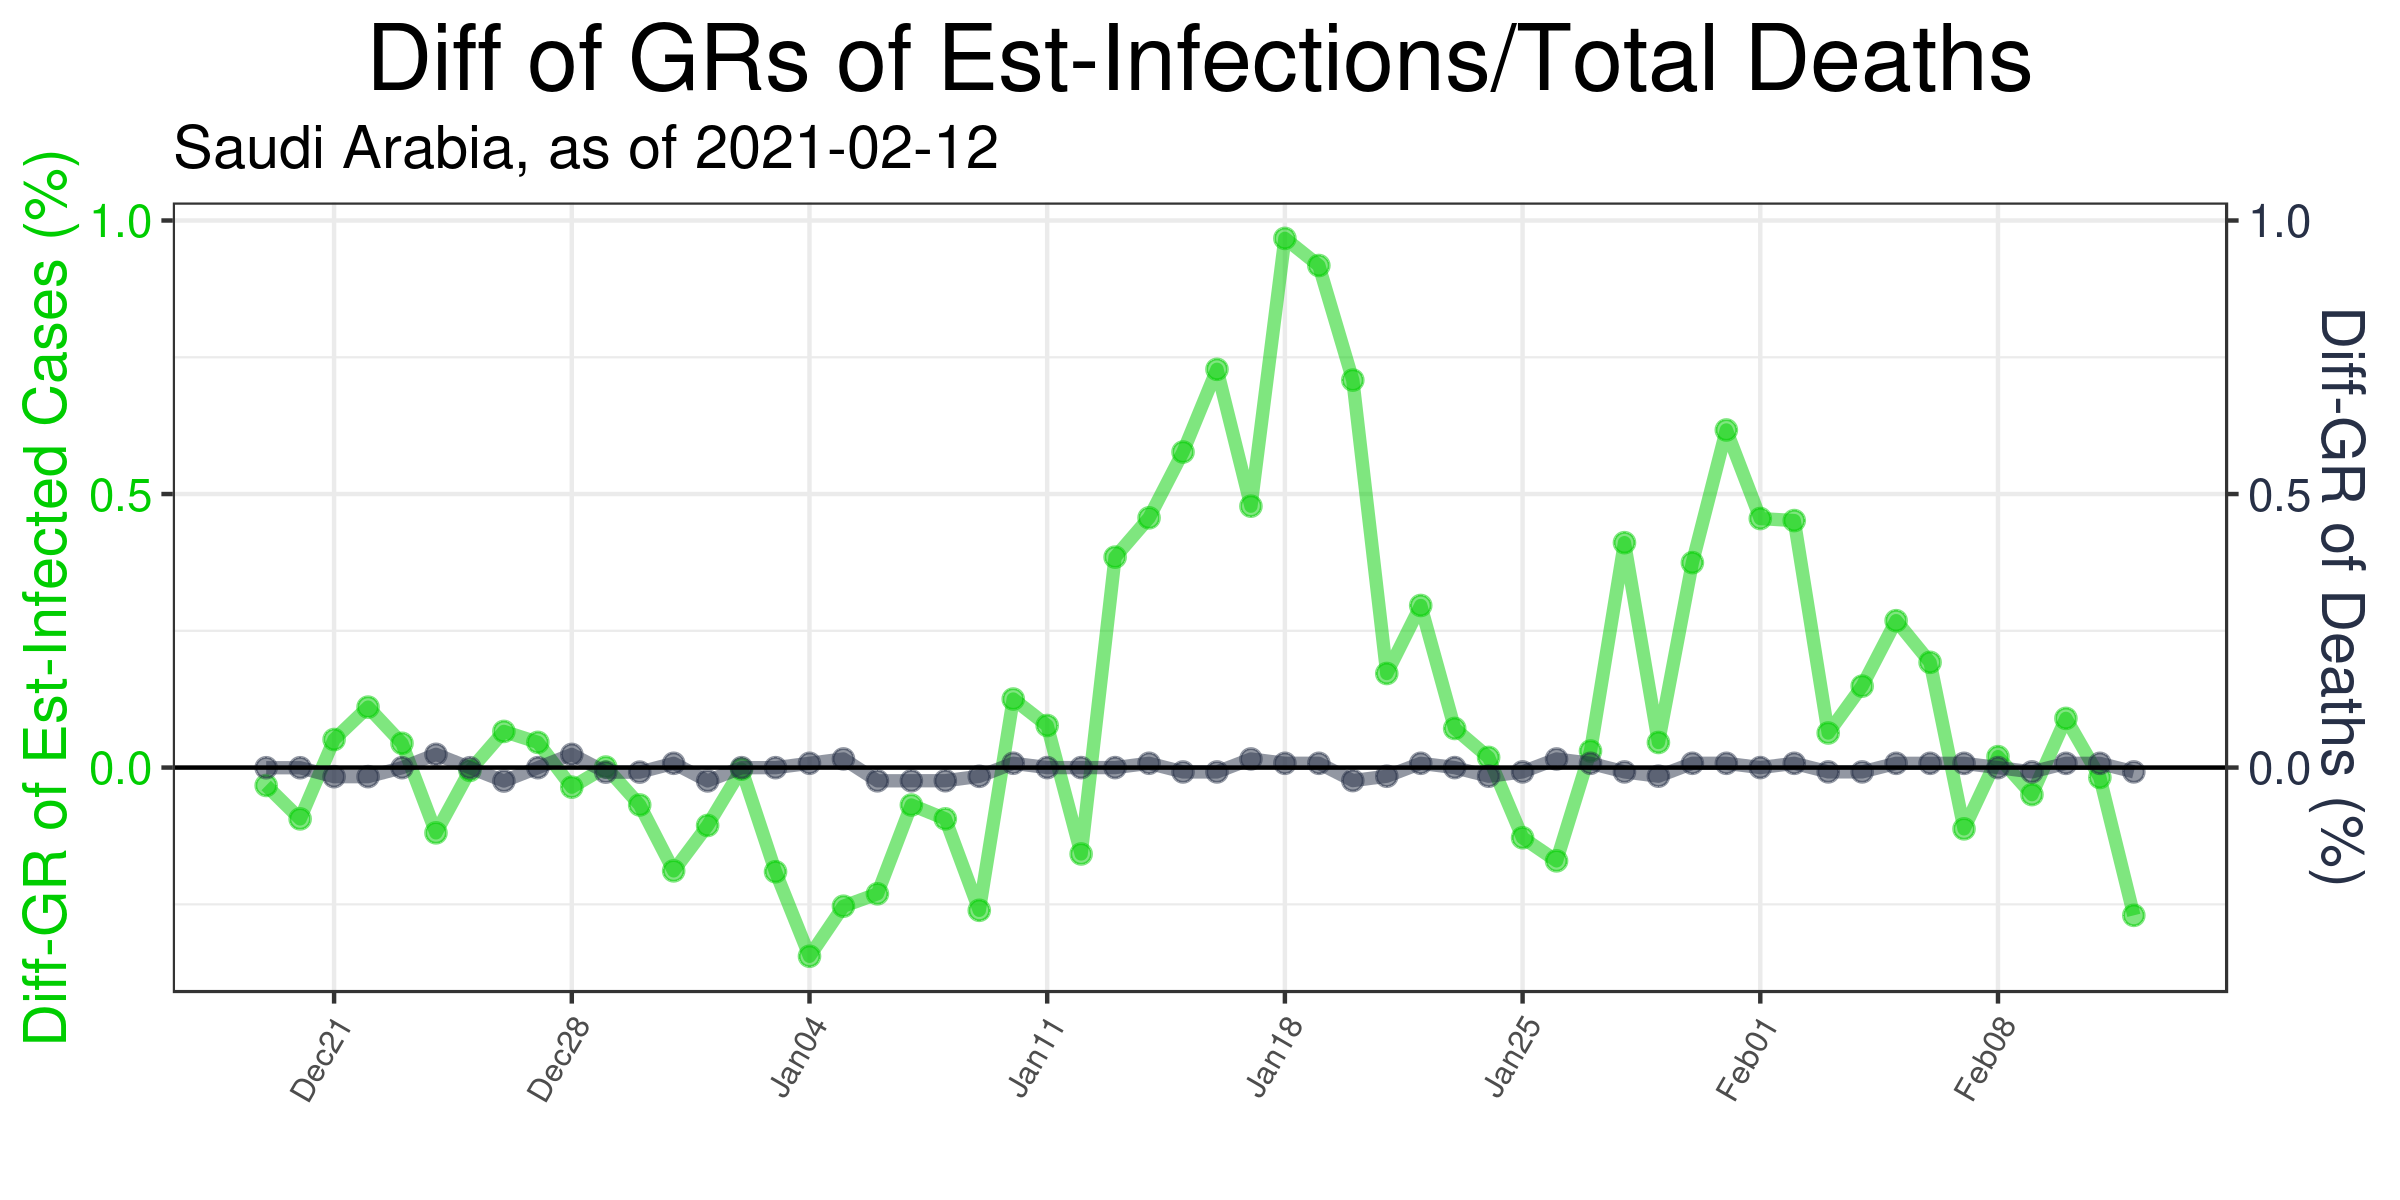 Diff of GRs of Est-Infections/Total Deaths
Saudi Arabia, as of 2021-02-12
Diff-GR of Est-Infected Cases (%)
1.0
0.5
0.0
1.0
0.5
0.0
Diff-GR of Deaths (%)
Dec21
Dec28
Jan04
Jan11
Jan18
Jan25
Feb01
Feb08